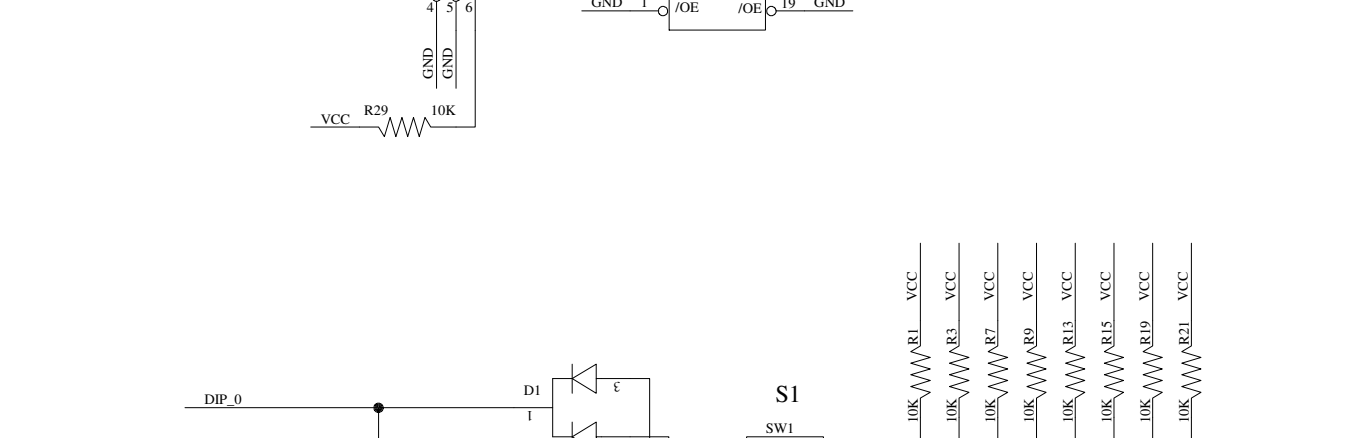 4 5 6
GND 1 /OE /OE 19 GND
GND GND
VCC R29 10K
VCC VCC VCC VCC VCC VCC VCC VCC
R1 R3 R7 R9 R13 R15 R19 R21
10K 10K 10K 10K 10K 10K 10K 10K
DIP_0
D1
1
3
S1
SW1